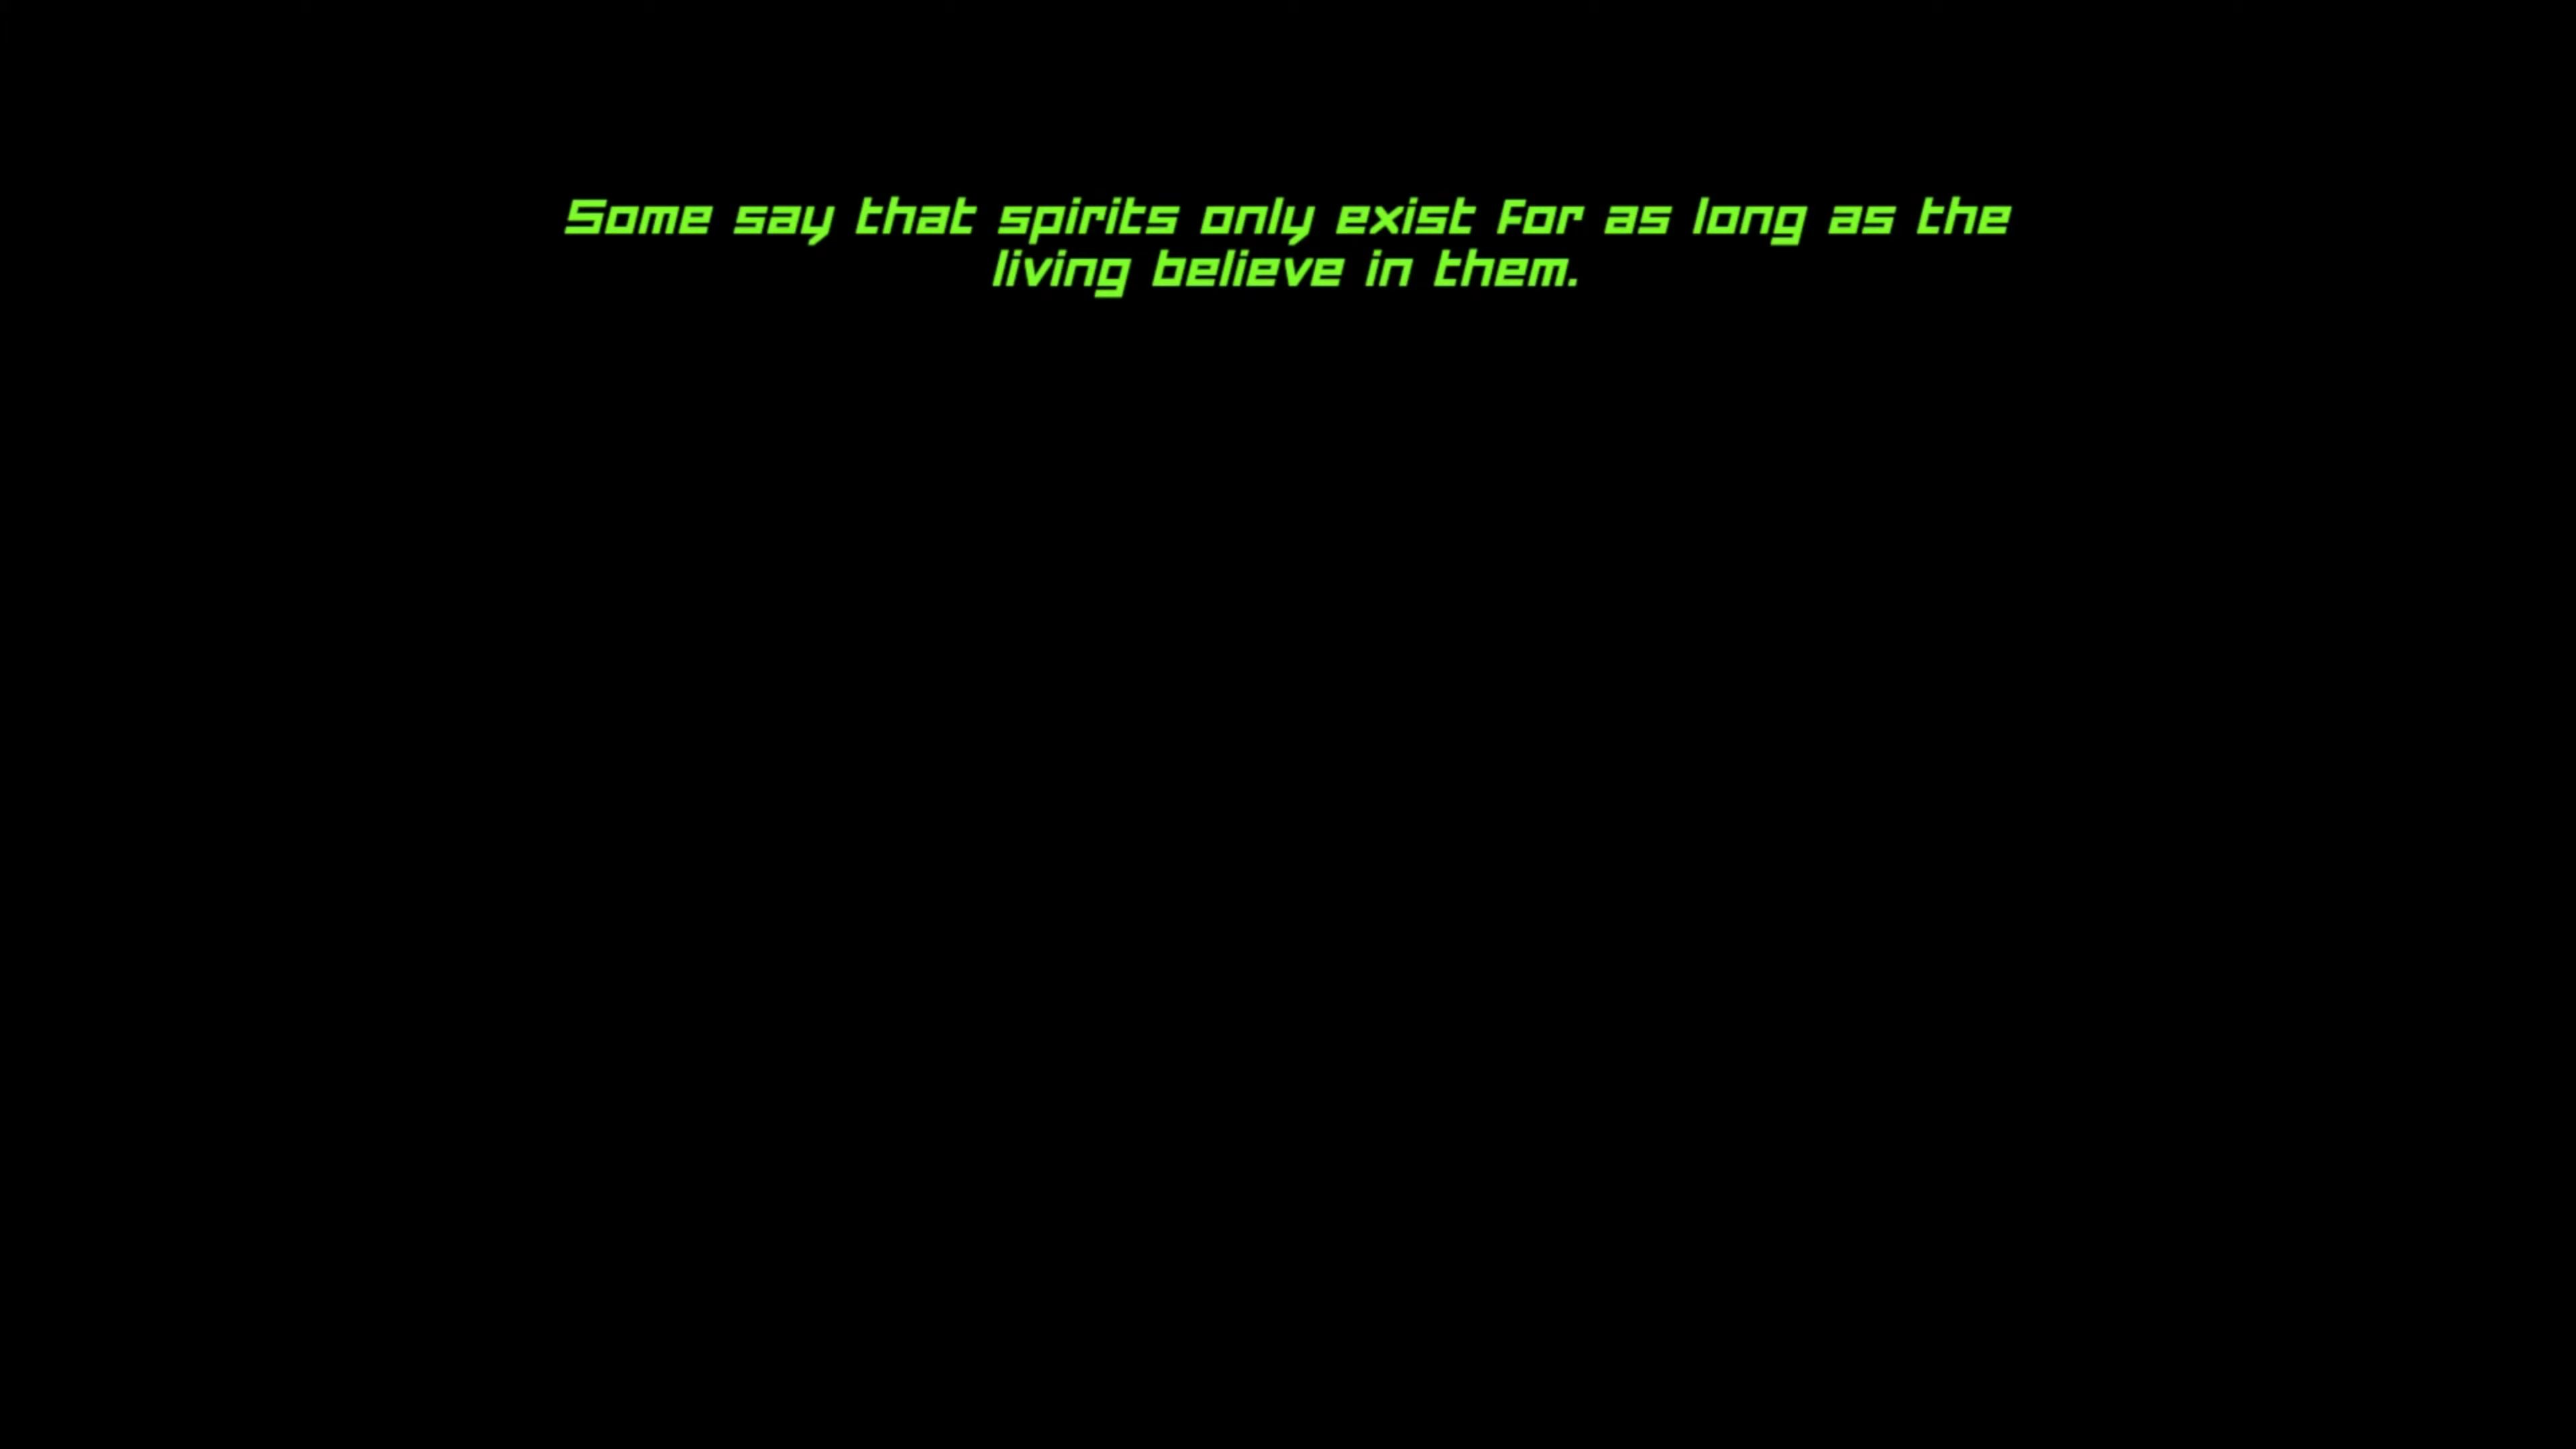 Some say that spirits only exist for as long as the
living believe in them.